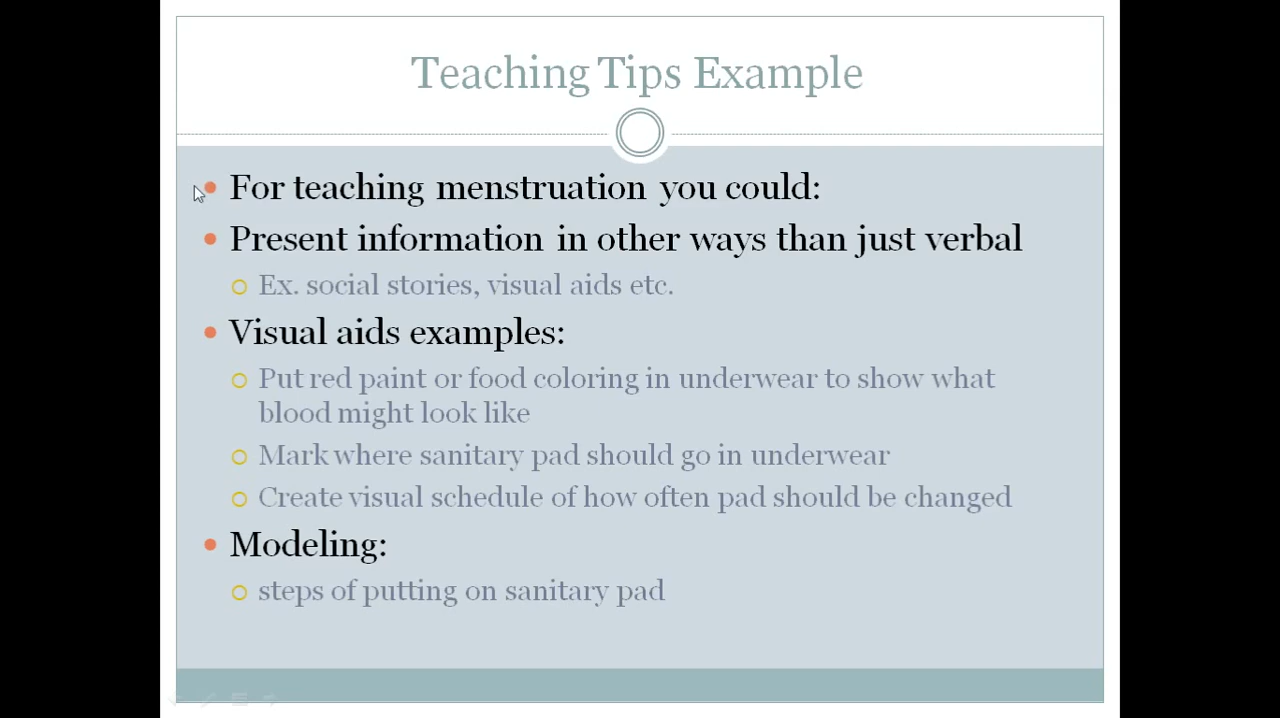 Teaching Tips Example
For teaching menstruation you could:
Present information in other ways than just verbal
Ex. social stories, visual aids etc.
Visual aids examples:
Put red paint or food coloring in underwear to show what
blood might look like
Mark where sanitary pad should go in underwear
Create visual schedule of how often pad should be changed
Modeling:
steps of putting on sanitary pad